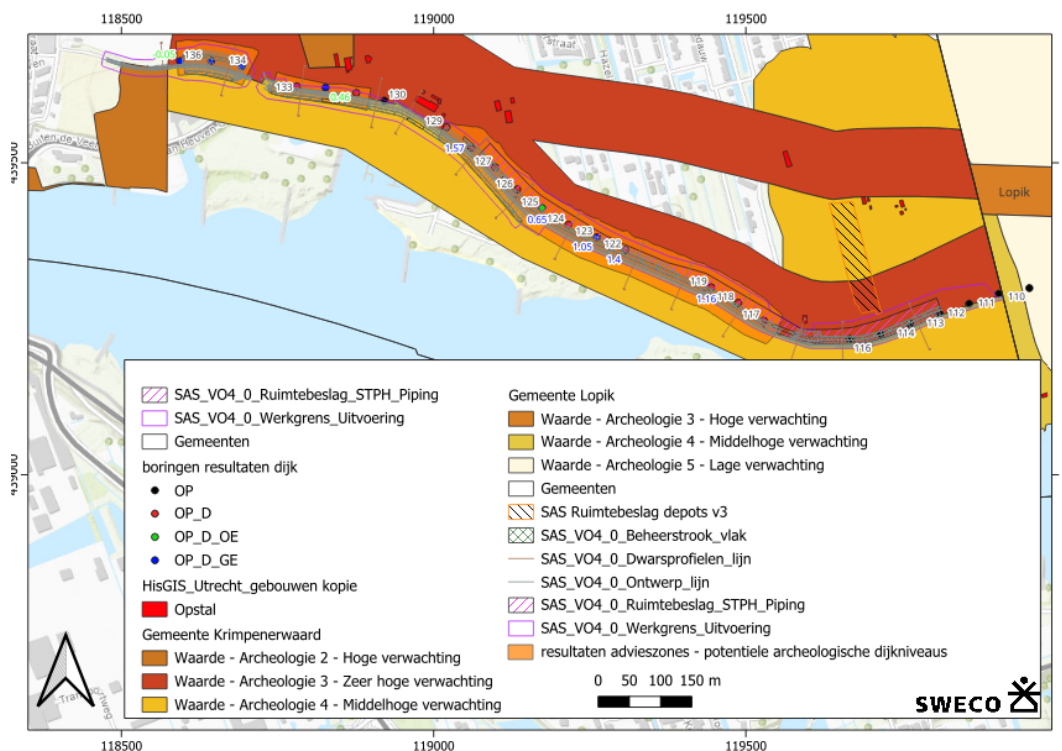 118500
119000
119500
439500
439000
-0.05
136
134
133
0.46
130
129
1.57
127
126
125
0.65
124
123
1.05
122
1.4
119
1.16
118
117
116
114
113
112
111
110
Hazel
Lopik
SAS_VO4_0_Ruimtebeslag_STPH_Piping
SAS_VO4_0_Werkgrens_Uitvoering
Gemeenten
boringen resultaten dijk
OP
OP_D
OP_D_OE
OP_D_GE
HisGIS_Utrecht_gebouwen kopie
Opstal
Gemeente Krimpenerwaard
Waarde - Archeologie 2 - Hoge verwachting
Waarde - Archeologie 3 - Zeer hoge verwachting
Waarde - Archeologie 4 - Middelhoge verwachting
Gemeente Lopik
Waarde - Archeologie 3 - Hoge verwachting
Waarde - Archeologie 4 - Middelhoge verwachting
Waarde - Archeologie 5 - Lage verwachting
Gemeenten
SAS Ruimtebeslag depots v3
SAS_VO4_0_Beheerstrook_vlak
SAS_VO4_0_Dwarsprofielen_lijn
SAS_VO4_0_Ontwerp_lijn
SAS_VO4_0_Ruimtebeslag_STPH_Piping
SAS_VO4_0_Werkgrens_Uitvoering
resultaten advieszones - potentiele archeologische dijkniveaus
0 50 100 150 m
SWECO
118500
119000
119500